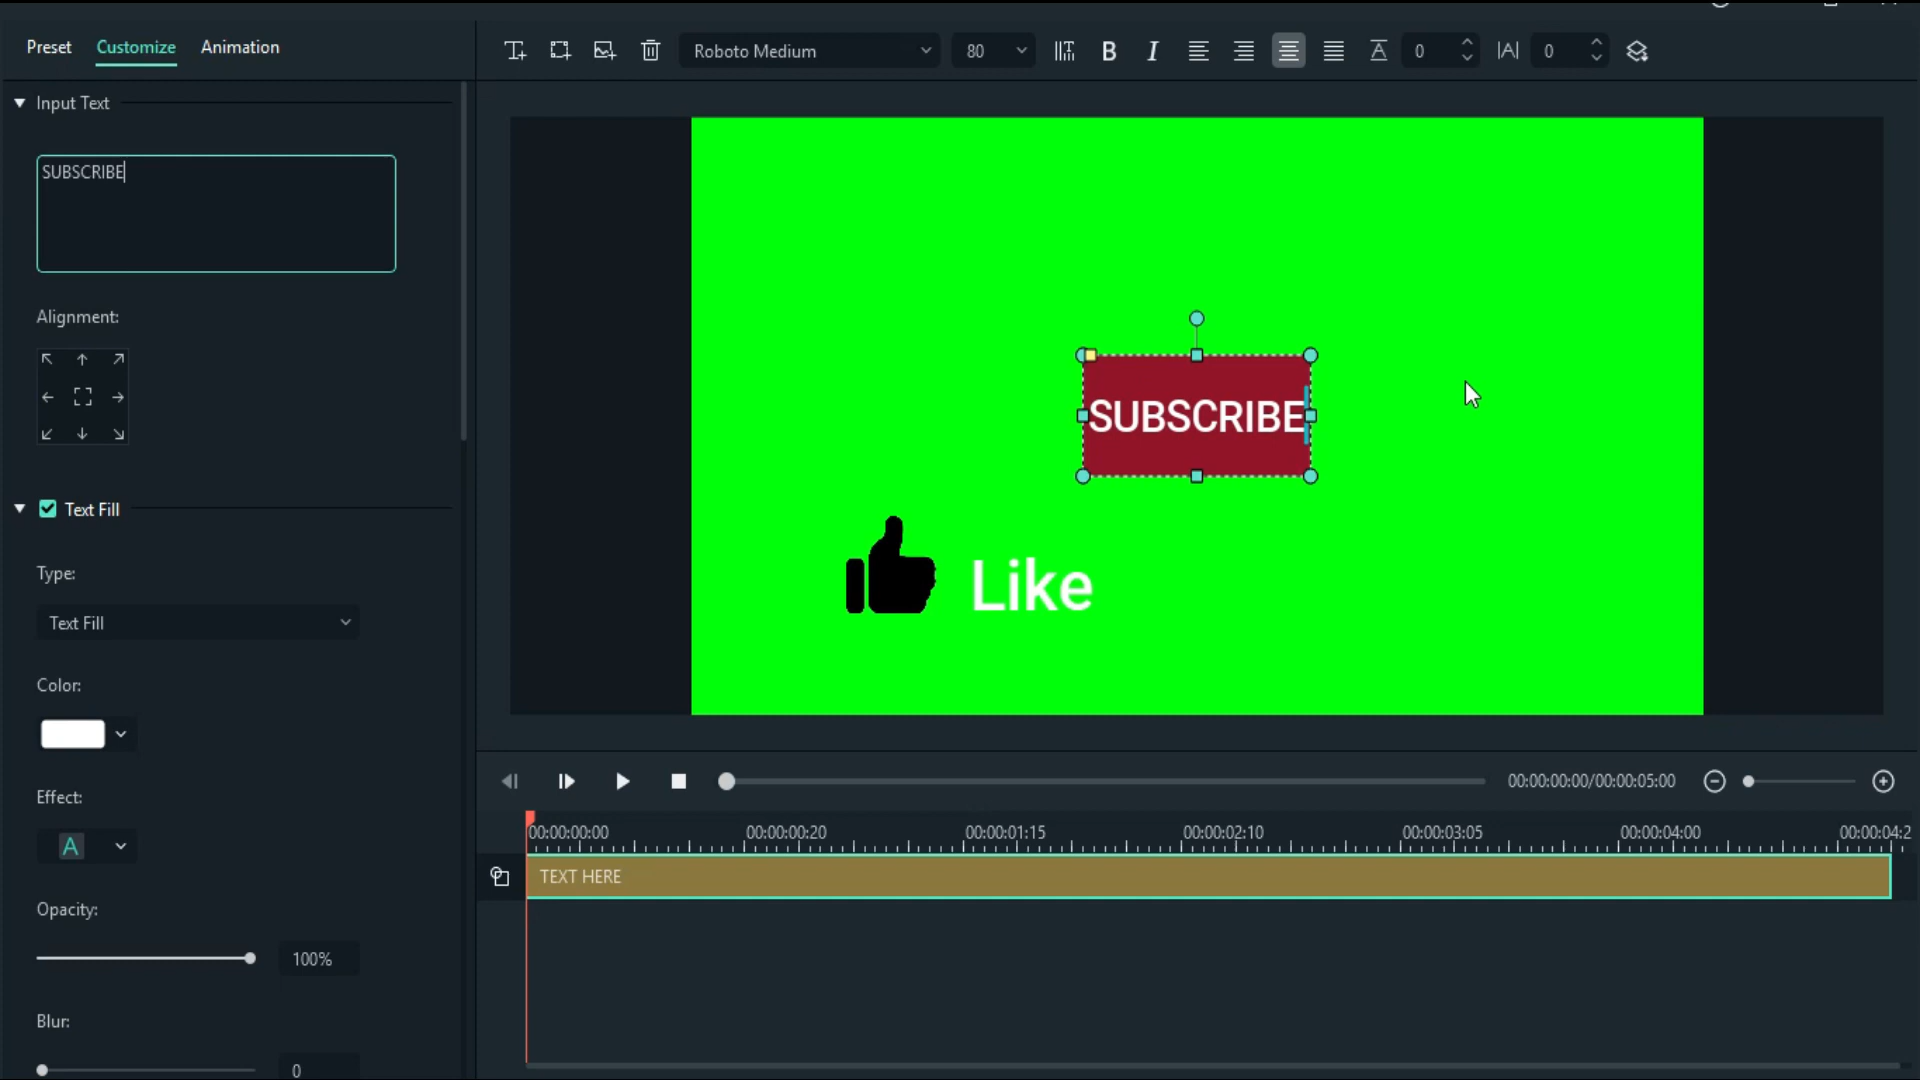 Preset Customize Animation
Roboto Medium 80 B I 0 0
Input Text
SUBSCRIBE
Alignment:
Text Fill
Type:
Text Fill
Color:
Effect:
A
Opacity:
100%
Blur:
0
SUBSCRIBE
Like
00:00:00:00/00:00:05:00
00:00:00:00 00:00:00:20 00:00:01:15 00:00:02:10 00:00:03:05 00:00:04:00 00:00:04:2
TEXT HERE